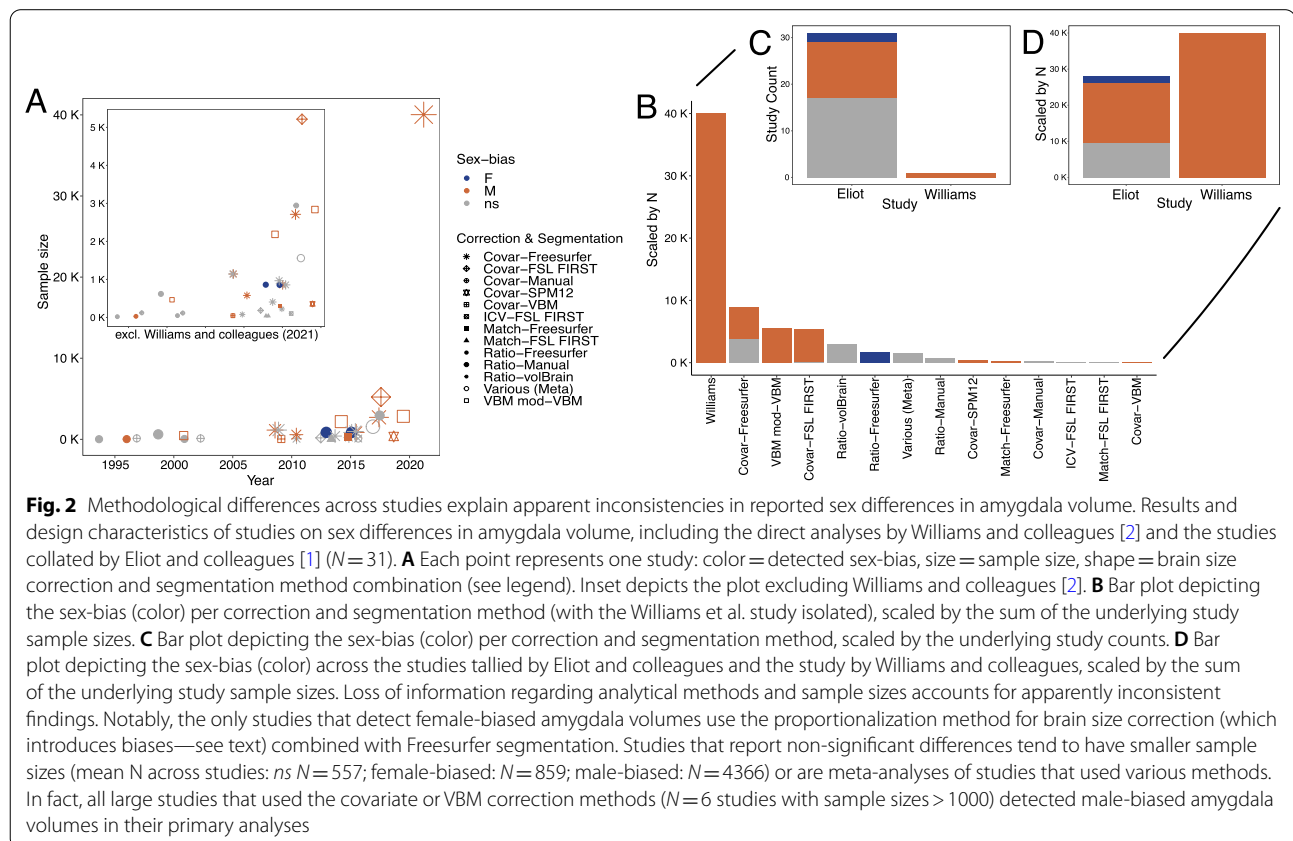 A
Sample size
40 K
30 K
20 K
10 K
0 K
5 K
4 K
3 K
2 K
1 K
0 K
excl. Williams and colleagues (2021)
1995 2000 2005 2010 2015 2020
Year
Sex−bias
F
M
ns
Correction & Segmentation
Covar−Freesurfer
Covar−FSL FIRST
Covar−Manual
Covar−SPM12
Covar−VBM
ICV−FSL FIRST
Match−Freesurfer
Match−FSL FIRST
Ratio−Freesurfer
Ratio−Manual
Ratio−volBrain
Various (Meta)
VBM mod−VBM
B
Scaled by N
40 K
30 K
20 K
10 K
0 K
Williams
Covar−Freesurfer
VBM mod−VBM
Covar−FSL FIRST
Ratio−volBrain
Ratio−Freesurfer
Various (Meta)
Ratio−Manual
Covar−SPM12
Match−Freesurfer
Covar−Manual
ICV−FSL FIRST
Match−FSL FIRST
Covar−VBM
C
Study Count
30
20
10
0
Eliot Williams
Study
D
Scaled by N
40 K
30 K
20 K
10 K
0 K
Eliot Williams
Study
Fig. 2 Methodological differences across studies explain apparent inconsistencies in reported sex differences in amygdala volume. Results and
design characteristics of studies on sex differences in amygdala volume, including the direct analyses by Williams and colleagues [2] and the studies
collated by Eliot and colleagues [1] (N = 31). A Each point represents one study: color = detected sex-bias, size = sample size, shape = brain size
correction and segmentation method combination (see legend). Inset depicts the plot excluding Williams and colleagues [2]. B Bar plot depicting
the sex-bias (color) per correction and segmentation method (with the Williams et al. study isolated), scaled by the sum of the underlying study
sample sizes. C Bar plot depicting the sex-bias (color) per correction and segmentation method, scaled by the underlying study counts. D Bar
plot depicting the sex-bias (color) across the studies tallied by Eliot and colleagues and the study by Williams and colleagues, scaled by the sum
of the underlying study sample sizes. Loss of information regarding analytical methods and sample sizes accounts for apparently inconsistent
findings. Notably, the only studies that detect female-biased amygdala volumes use the proportionalization method for brain size correction (which
introduces biases—see text) combined with Freesurfer segmentation. Studies that report non-significant differences tend to have smaller sample
sizes (mean N across studies: ns N = 557; female-biased: N = 859; male-biased: N = 4366) or are meta-analyses of studies that used various methods.
In fact, all large studies that used the covariate or VBM correction methods (N = 6 studies with sample sizes > 1000) detected male-biased amygdala
volumes in their primary analyses